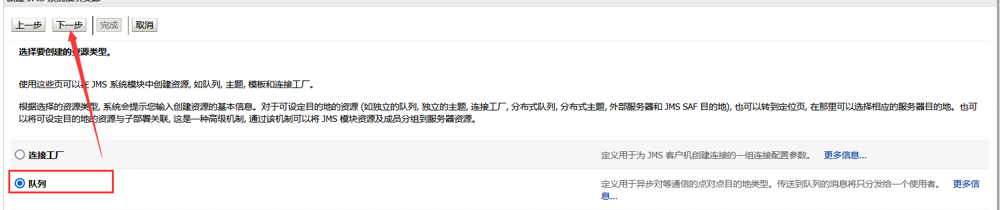 新建 JMS 系统模块资源
上一步 下一步 完成 取消
选择要创建的资源类型。
使用这些页可以在 JMS 系统模块中创建资源, 如队列, 主题, 模板和连接工厂。
根据选择的资源类型, 系统会提示您输入创建资源的基本信息。对于可设定目的地的资源 (如独立的队列, 独立的主题, 连接工厂, 分布式队列, 分布式主题, 外部服务器和 JMS SAF 目的地), 也可以转到定位页, 在那里可以选择相应的服务器目的地。也可
以将可设定目的地的资源与子部署关联, 这是一种高级机制, 通过该机制可以将 JMS 模块资源及成员分组到服务器资源。
连接工厂 定义用于为 JMS 客户机创建连接的一组连接配置参数。 更多信息...
队列 定义用于异步对等通信的点对点目的地类型。传送到队列的消息将只分发给一个使用者。 更多信
息...